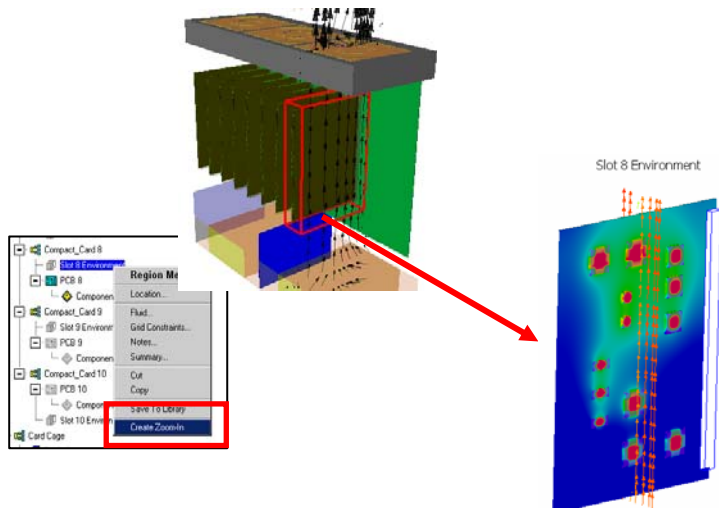 Slot 8 Environment
Compact_Card 8
Slot 8 Environment
PCB 8
Componen
Compact_Card 9
Slot 9 Environm
PCB 9
Componen
Compact_Card 10
PCB 10
Compo
Slot 10 Environ
Card Cage
Region Me
Location...
Fluid...
Grid Constraints...
Notes...
Summary...
Cut
Copy
Save To Library
Create Zoom-In